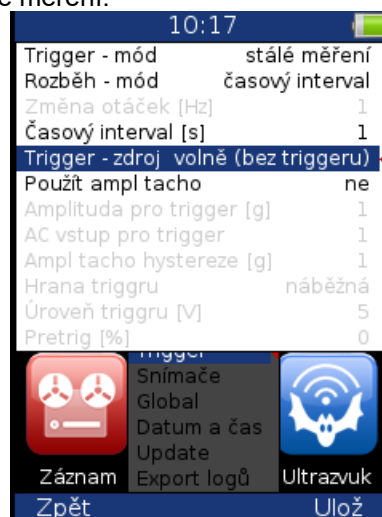 c měření.
10:17
Trigger - mód stálé měření
Rozběh - mód časový interval
Změna otáček [Hz] 1
Časový interval [s] 1
Trigger - zdroj volně (bez triggeru)
Použít ampl tacho ne
Amplituda pro trigger [g] 1
AC vstup pro trigger 1
Ampl tacho hystereze [g] 1
Hrana triggru náběžná
Úroveň triggru [V] 5
Pretrig [%] 0
Trigger
Snímače
Global
Datum a čas
Update
Záznam Export logů Ultrazvuk
Zpět Ulož